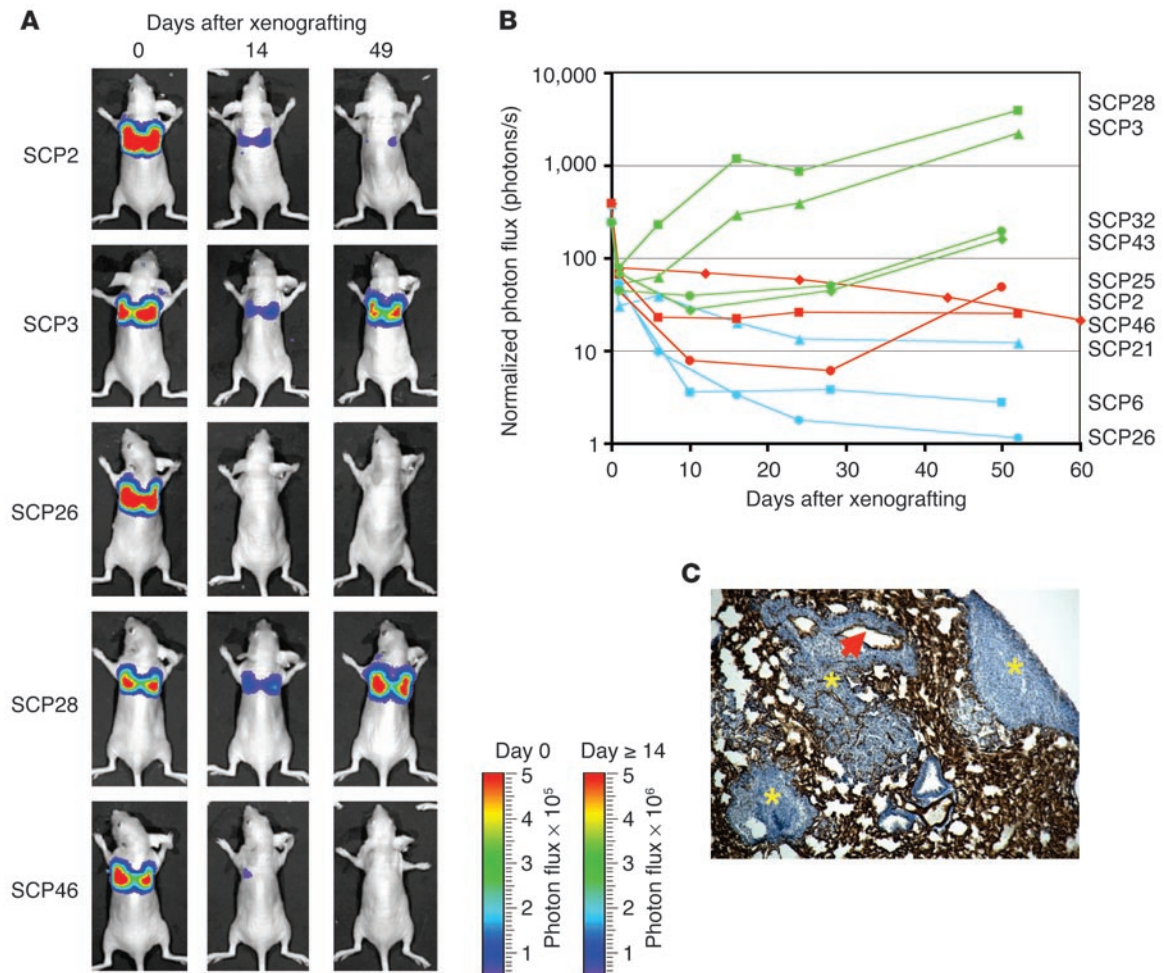 A
Days after xenografting
0 14 49
SCP2
SCP3
SCP26
SCP28
SCP46
Day 0
Day ≥ 14
5
4
3
2
1
Photon flux × 10⁵
5
4
3
2
1
Photon flux × 10⁶
B
Normalized photon flux (photons/s)
10,000
1,000
100
10
1
0 10 20 30 40 50 60
Days after xenografting
SCP28
SCP3
SCP32
SCP43
SCP25
SCP2
SCP46
SCP21
SCP6
SCP26
C